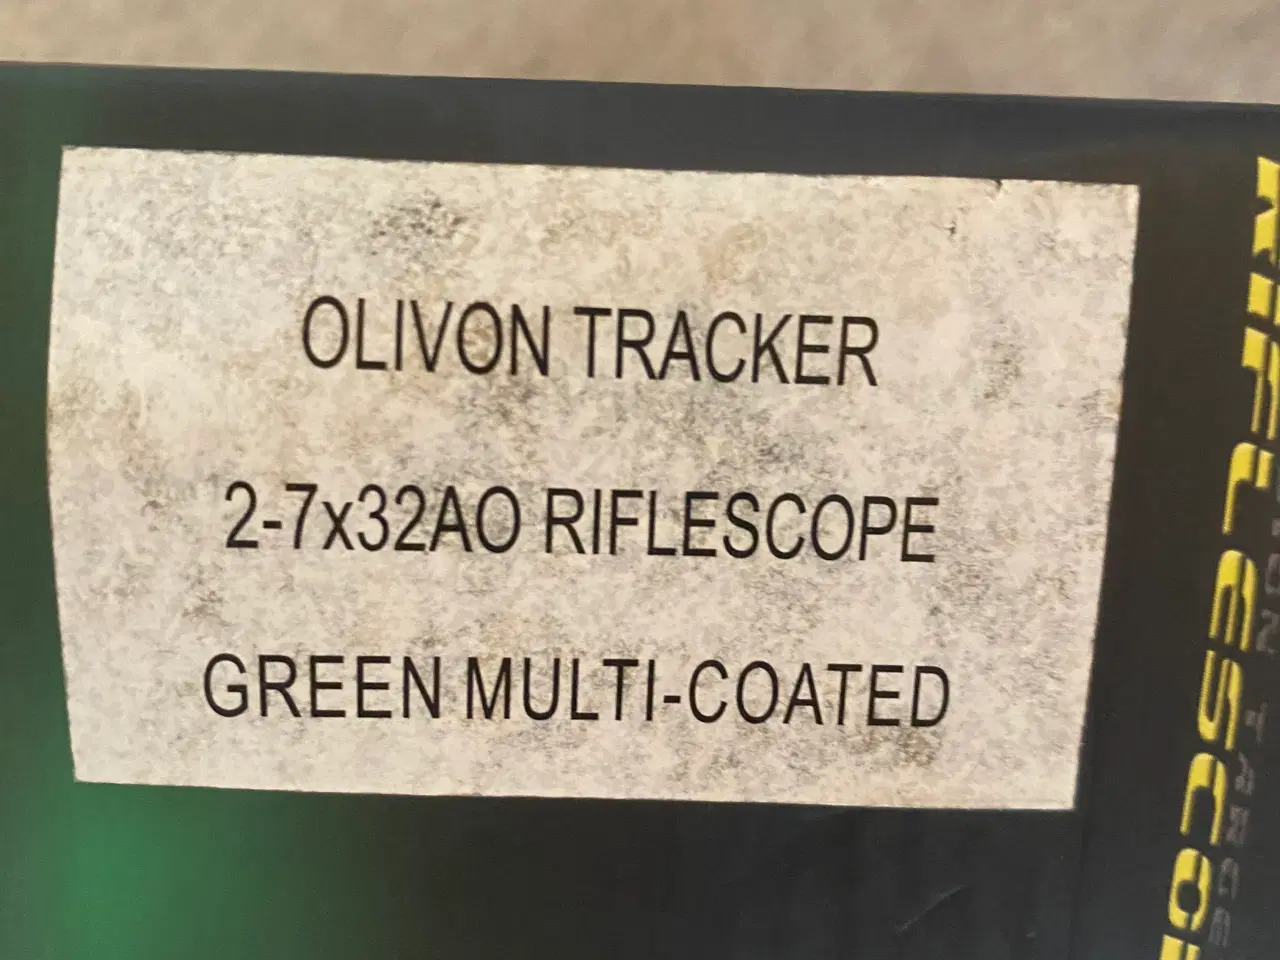 OLIVON TRACKER
2-7x32AO RIFLESCOPE
GREEN MULTI-COATED